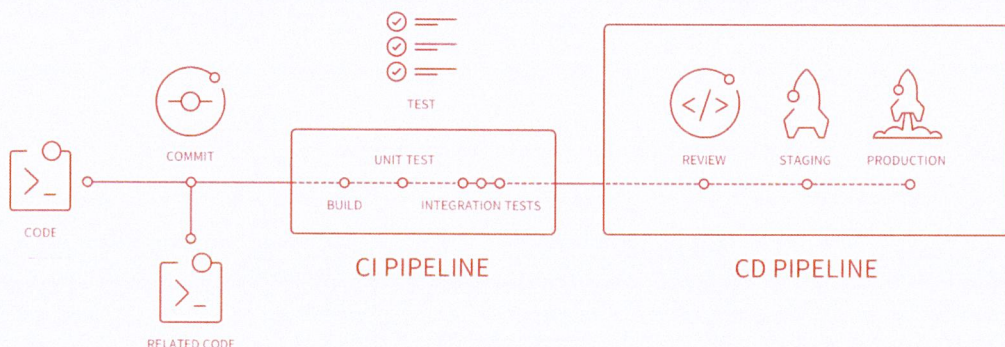 TEST
COMMIT
UNIT TEST
REVIEW
STAGING
PRODUCTION
BUILD
INTEGRATION TESTS
CODE
CI PIPELINE
CD PIPELINE
RELATED CODE